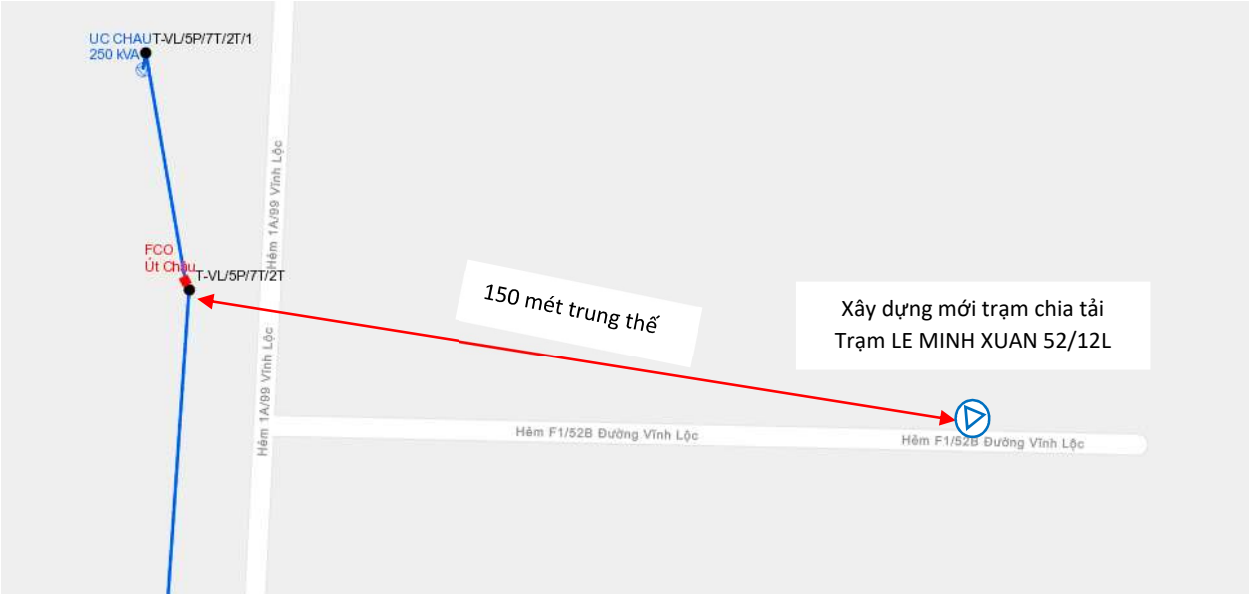 UC CHAUT-VL/5P/7T/2T/1
250 kVA
Hẻm 1A/99 Vĩnh Lộc
FCO
Út Châu
T-VL/5P/7T/2T
150 mét trung thế
Xây dựng mới trạm chia tải
Trạm LE MINH XUAN 52/12L
Hẻm 1A/99 Vĩnh Lộc
Hẻm F1/52B Đường Vĩnh Lộc
Hẻm F1/52B Đường Vĩnh Lộc